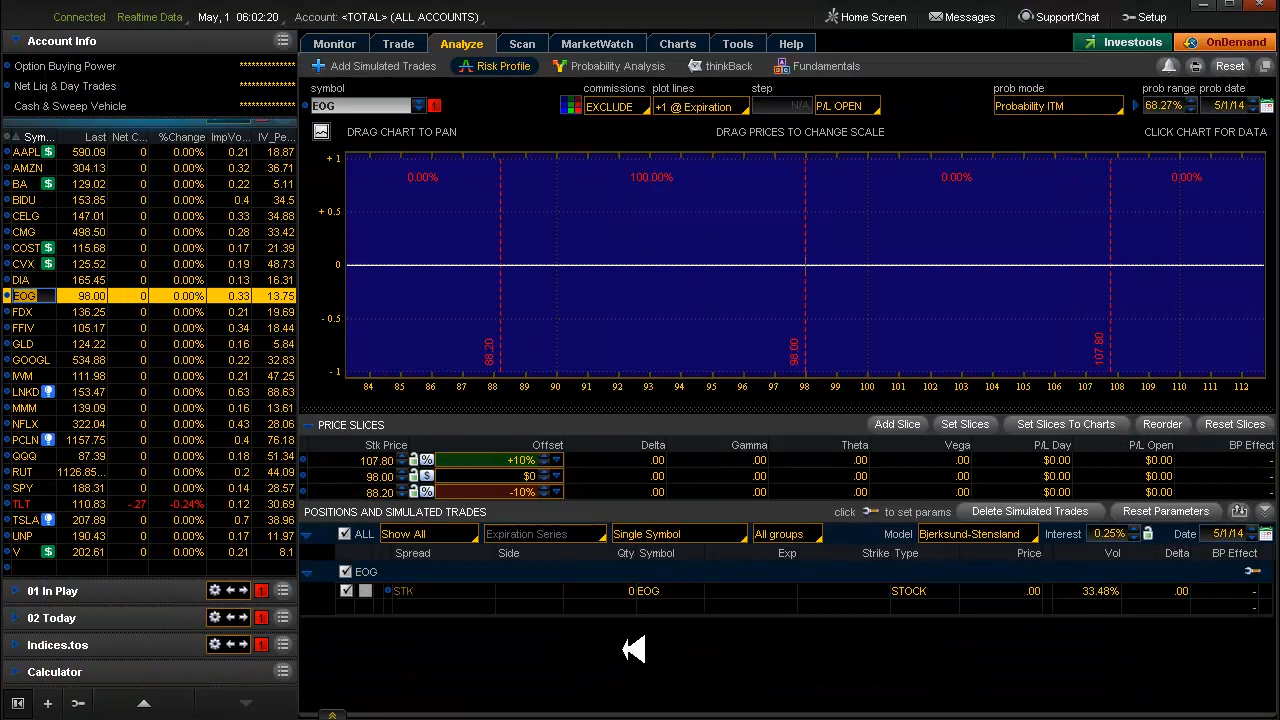 Connected Realtime Data May, 1 06:02:20 Account: <TOTAL> (ALL ACCOUNTS) Home Screen Messages Support/Chat Setup
Account Info
Option Buying Power **************
Net Liq & Day Trades **************
Cash & Sweep Vehicle **************
Sym... Last Net C... %Change ImpVo... IV_Pe...
AAPL $ 590.09 0 0.00% 0.21 18.87
AMZN 304.13 0 0.00% 0.32 36.71
BA $ 129.02 0 0.00% 0.22 5.11
BIDU 153.85 0 0.00% 0.4 34.5
CELG 147.01 0 0.00% 0.33 34.88
CMG 498.50 0 0.00% 0.28 33.42
COST $ 115.68 0 0.00% 0.17 21.39
CVX $ 125.52 0 0.00% 0.19 48.73
DIA 165.45 0 0.00% 0.13 16.31
EOG 98.00 0 0.00% 0.33 13.75
FDX 136.25 0 0.00% 0.21 19.69
FFIV 105.17 0 0.00% 0.34 18.44
GLD 124.22 0 0.00% 0.16 5.84
GOOGL 534.88 0 0.00% 0.22 32.83
IWM 111.98 0 0.00% 0.21 47.25
LNKD 153.47 0 0.00% 0.63 88.63
MMM 139.09 0 0.00% 0.16 13.61
NFLX 322.04 0 0.00% 0.43 28.06
PCLN 1157.75 0 0.00% 0.4 76.18
QQQ 87.39 0 0.00% 0.18 51.34
RUT 1126.85... 0 0.00% 0.2 44.09
SPY 188.31 0 0.00% 0.14 28.57
TLT 110.83 -.27 -0.24% 0.12 30.69
TSLA 207.89 0 0.00% 0.7 38.96
UNP 190.43 0 0.00% 0.17 11.97
V $ 202.61 0 0.00% 0.21 8.1
01 In Play 1
02 Today 1
Indices.tos 1
Calculator
Monitor Trade Analyze Scan MarketWatch Charts Tools Help Investools OnDemand
Add Simulated Trades Risk Profile Probability Analysis thinkBack Fundamentals Reset
symbol commissions plot lines step prob mode prob range prob date
EOG 1 EXCLUDE +1 @ Expiration N/A P/L OPEN Probability ITM 68.27% 5/1/14
DRAG CHART TO PAN DRAG PRICES TO CHANGE SCALE CLICK CHART FOR DATA
+ 1
0.00% 100.00% 0.00% 0.00%
+ 0.5
0
- 0.5
88.20 98.00 107.80
- 1
84 85 86 87 88 89 90 91 92 93 94 95 96 97 98 99 100 101 102 103 104 105 106 107 108 109 110 111 112
PRICE SLICES Add Slice Set Slices Set Slices To Charts Reorder Reset Slices
Stk Price Offset Delta Gamma Theta Vega P/L Day P/L Open BP Effect
107.80 % +10% .00 .00 .00 .00 $0.00 $0.00 -
98.00 $ $0 .00 .00 .00 .00 $0.00 $0.00 -
88.20 % -10% .00 .00 .00 .00 $0.00 $0.00 -
POSITIONS AND SIMULATED TRADES click to set params Delete Simulated Trades Reset Parameters
ALL Show All Expiration Series Single Symbol All groups Model Bjerksund-Stensland Interest 0.25% Date 5/1/14
Spread Side Qty Symbol Exp Strike Type Price Vol Delta BP Effect
EOG
STK 0 EOG STOCK .00 33.48% .00 -
-